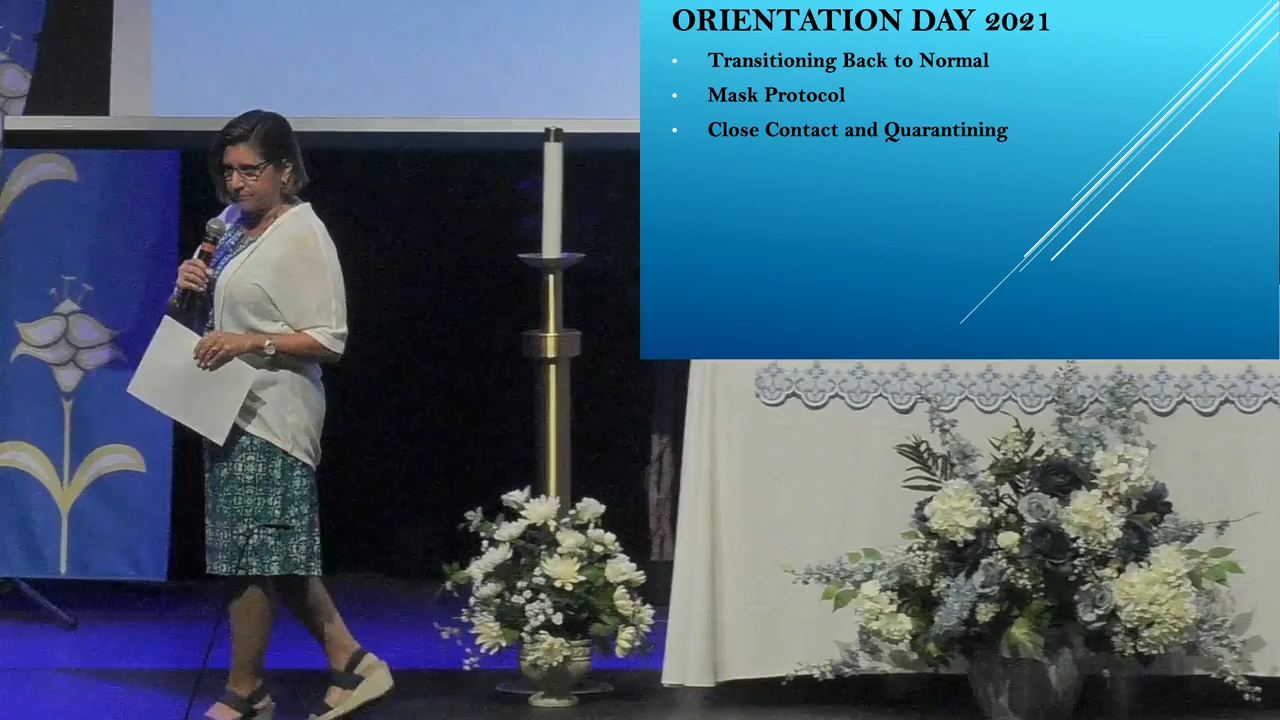 ORIENTATION DAY 2021
• Transitioning Back to Normal
• Mask Protocol
• Close Contact and Quarantining